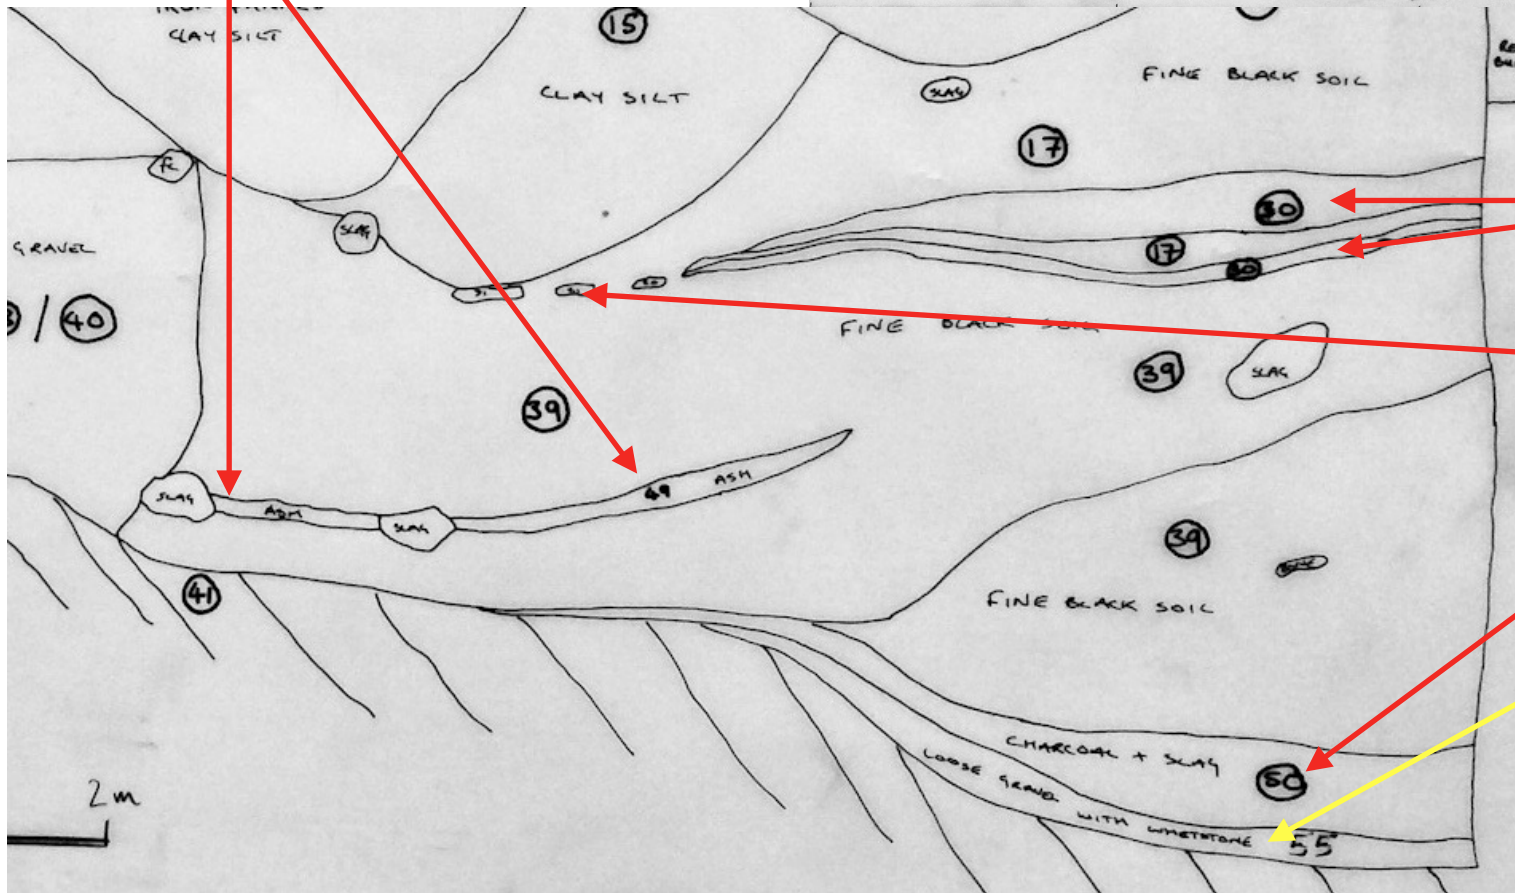 CLAY SILT
15
CLAY SILT
SLAG
FINE BLACK SOIL
17
SLAG
GRAVEL
30
17
30
/ 40
FINE BLACK SOIL
39
SLAG
39
SLAG
ASH
SLAG
49 ASH
39
41
FINE BLACK SOIL
CHARCOAL + SLAG
50
LOOSE GRAVEL WITH WHETSTONE 55
2m